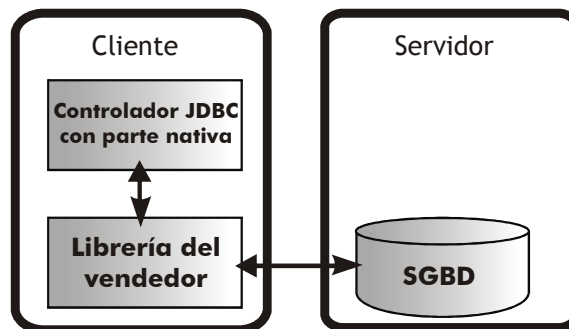 Cliente
Controlador JDBC
con parte nativa
Librería del
vendedor
Servidor
SGBD